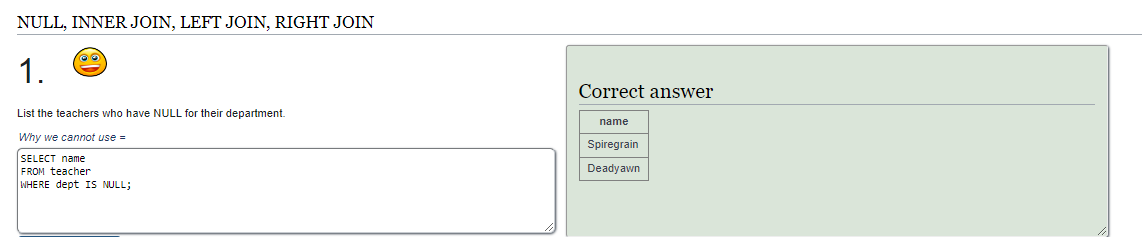 NULL, INNER JOIN, LEFT JOIN, RIGHT JOIN
1.
List the teachers who have NULL for their department.
Why we cannot use =
SELECT name
FROM teacher
WHERE dept IS NULL;
Correct answer
name
Spiregrain
Deadyawn